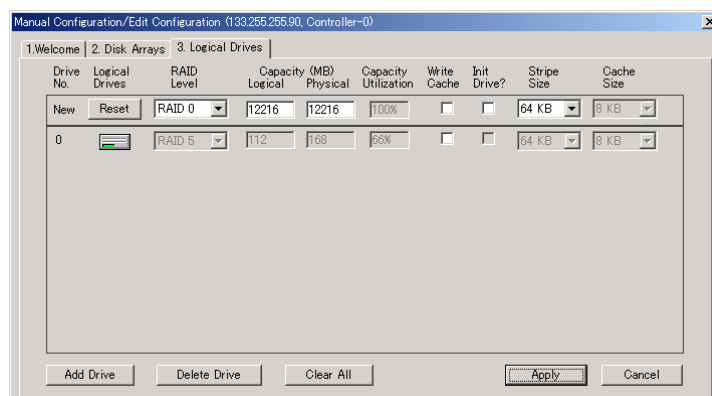 Manual Configuration/Edit Configuration (133.255.255.90, Controller-0)
1.Welcome 2. Disk Arrays 3. Logical Drives
Drive No. Logical Drives RAID Level Capacity (MB) Logical Physical Capacity Utilization Write Cache Init Drive? Stripe Size Cache Size
New Reset RAID 0 12216 12216 100% 64 KB 8 KB
0 RAID 5 112 168 66% 64 KB 8 KB
Add Drive Delete Drive Clear All Apply Cancel